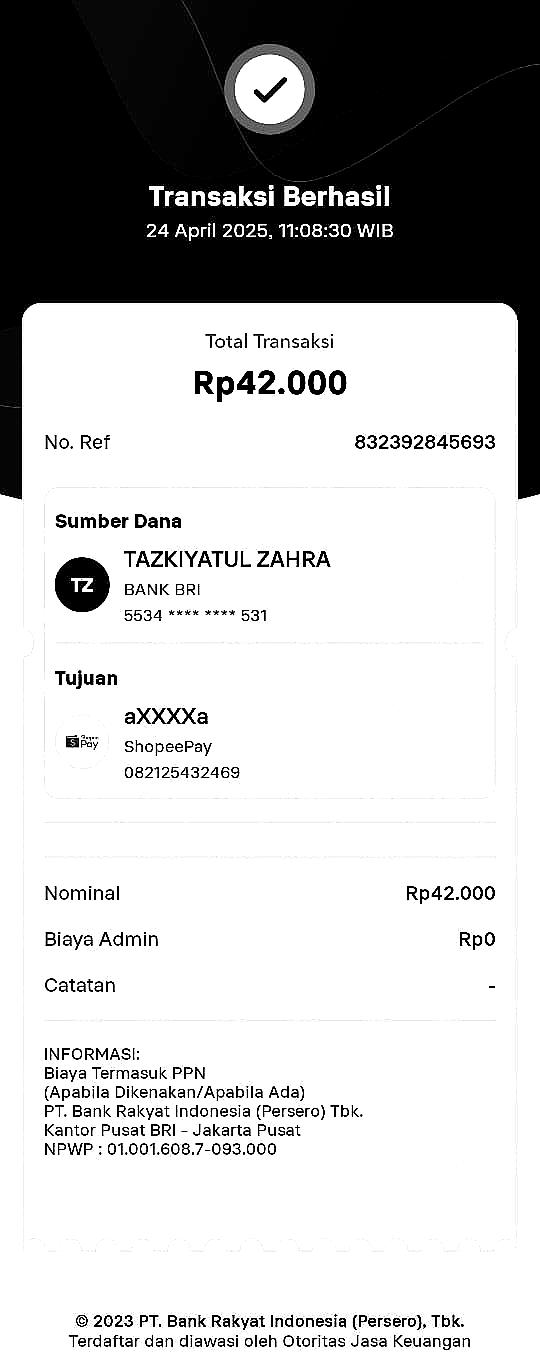 Transaksi Berhasil
24 April 2025, 11:08:30 WIB
Total Transaksi
Rp42.000
No. Ref 832392845693
Sumber Dana
TZ
TAZKIYATUL ZAHRA
BANK BRI
5534 **** **** 531
Tujuan
aXXXXa
Pay
ShopeePay
082125432469
Nominal Rp42.000
Biaya Admin Rp0
Catatan -
INFORMASI:
Biaya Termasuk PPN
(Apabila Dikenakan/Apabila Ada)
PT. Bank Rakyat Indonesia (Persero) Tbk.
Kantor Pusat BRI - Jakarta Pusat
NPWP : 01.001.608.7-093.000
© 2023 PT. Bank Rakyat Indonesia (Persero), Tbk.
Terdaftar dan diawasi oleh Otoritas Jasa Keuangan